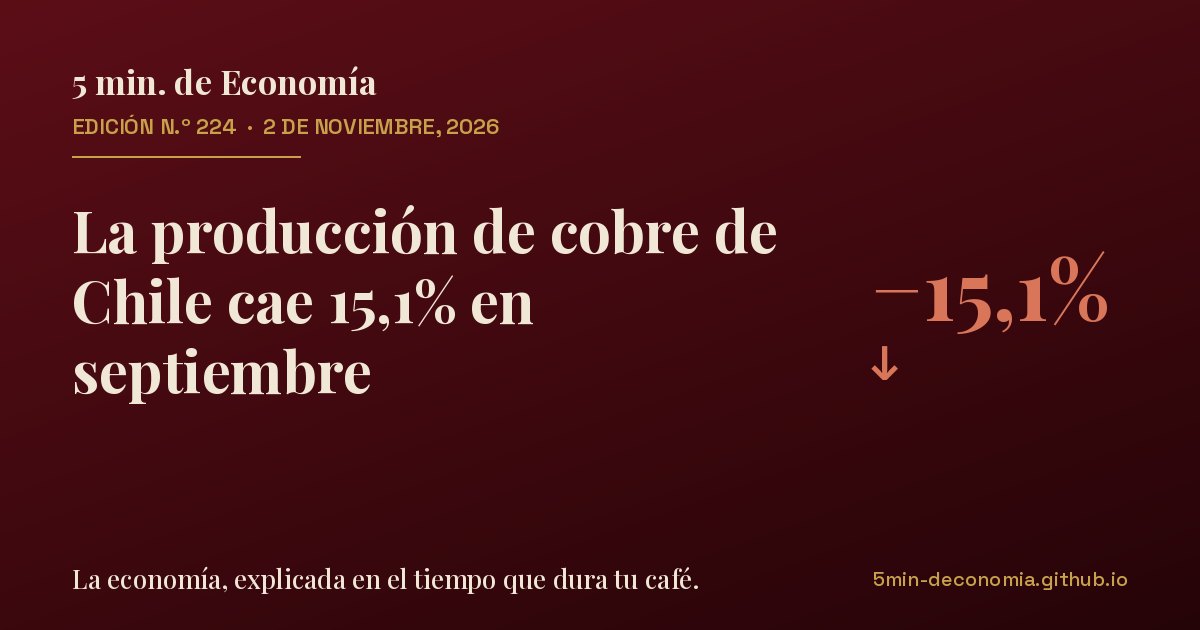 5 min. de Economía
EDICIÓN N.º 224 · 2 DE NOVIEMBRE, 2026
La producción de cobre de
Chile cae 15,1% en
septiembre
−15,1%
↓
La economía, explicada en el tiempo que dura tu café.
5min-deconomia.github.io